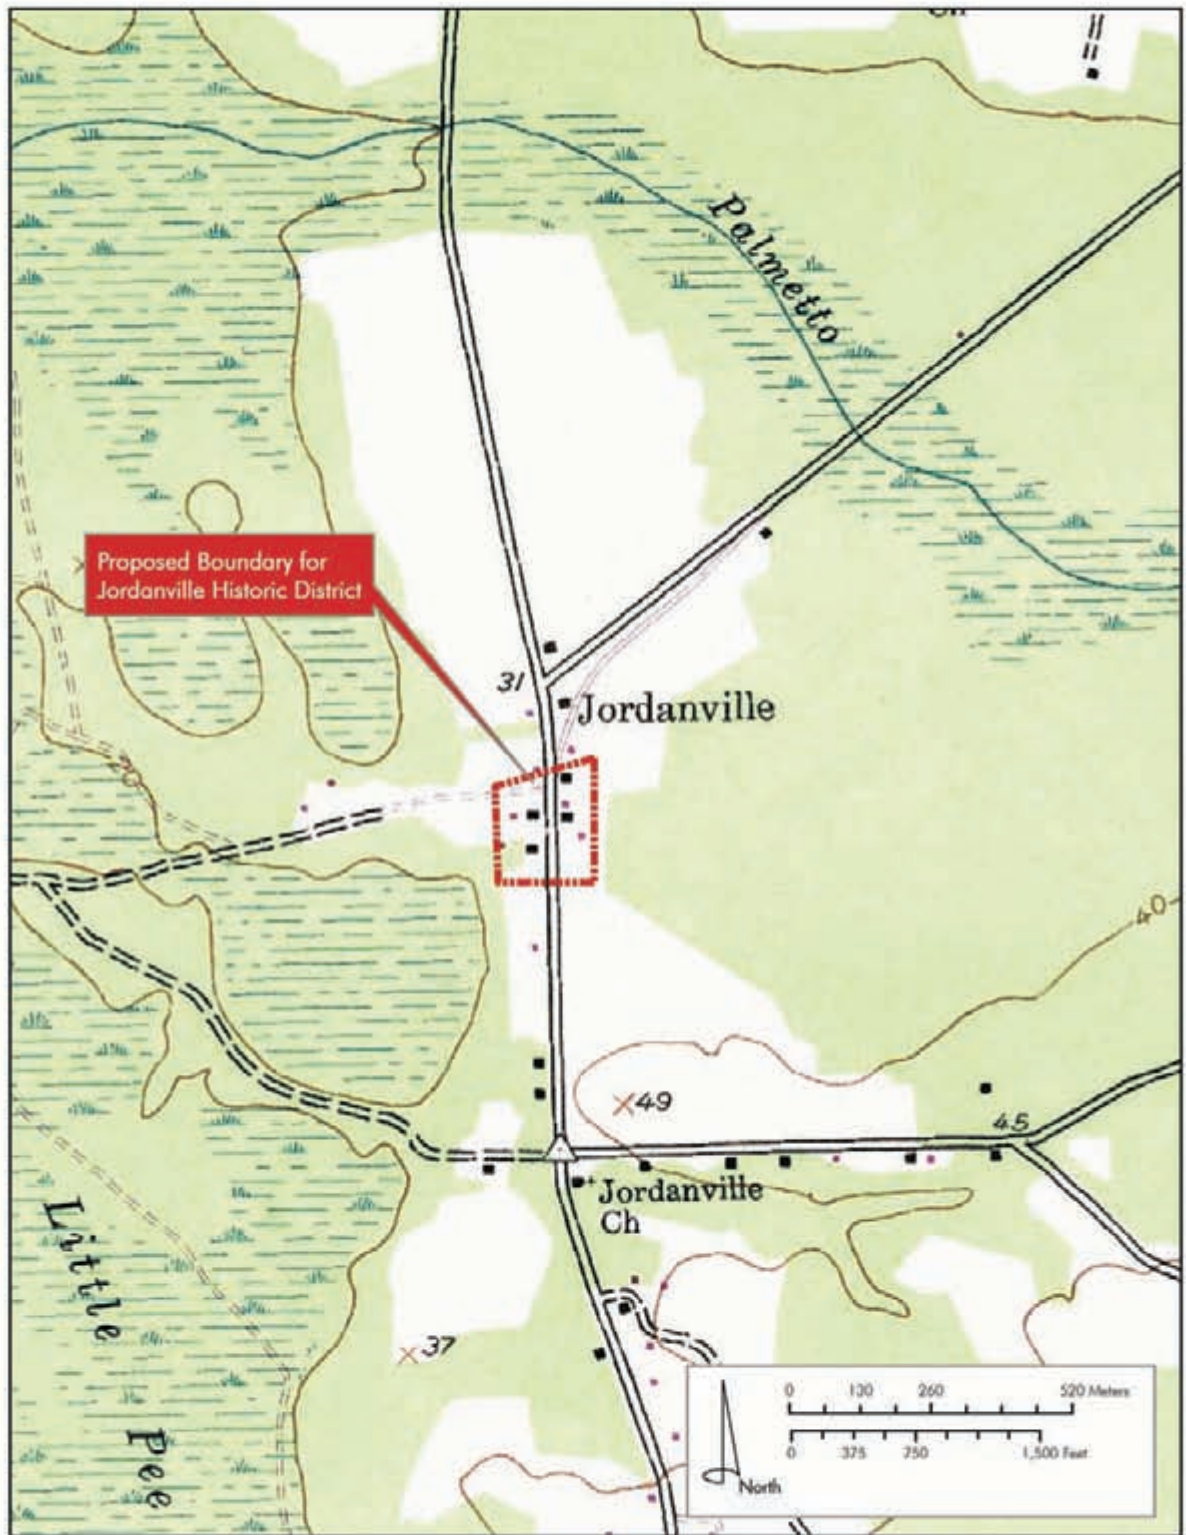 Palmetto
Proposed Boundary for
Jordanville Historic District
31
Jordanville
20
40
49
45
Jordanville
Ch
Little
Pee
37
0 130 260 520 Meters
0 375 750 1,500 Feet
North